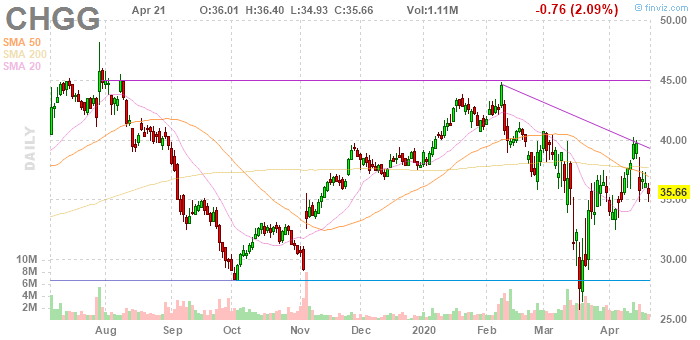 CHGG Apr 21 O:36.01 H:36.40 L:34.93 C:35.66 Vol:1.11M -0.76 (2.09%)
© finviz.com
SMA 50
SMA 200
SMA 20
DAILY
50.00
45.00
40.00
35.66
35.00
30.00
25.00
10M
8M
6M
4M
2M
Aug Sep Oct Nov Dec 2020 Feb Mar Apr